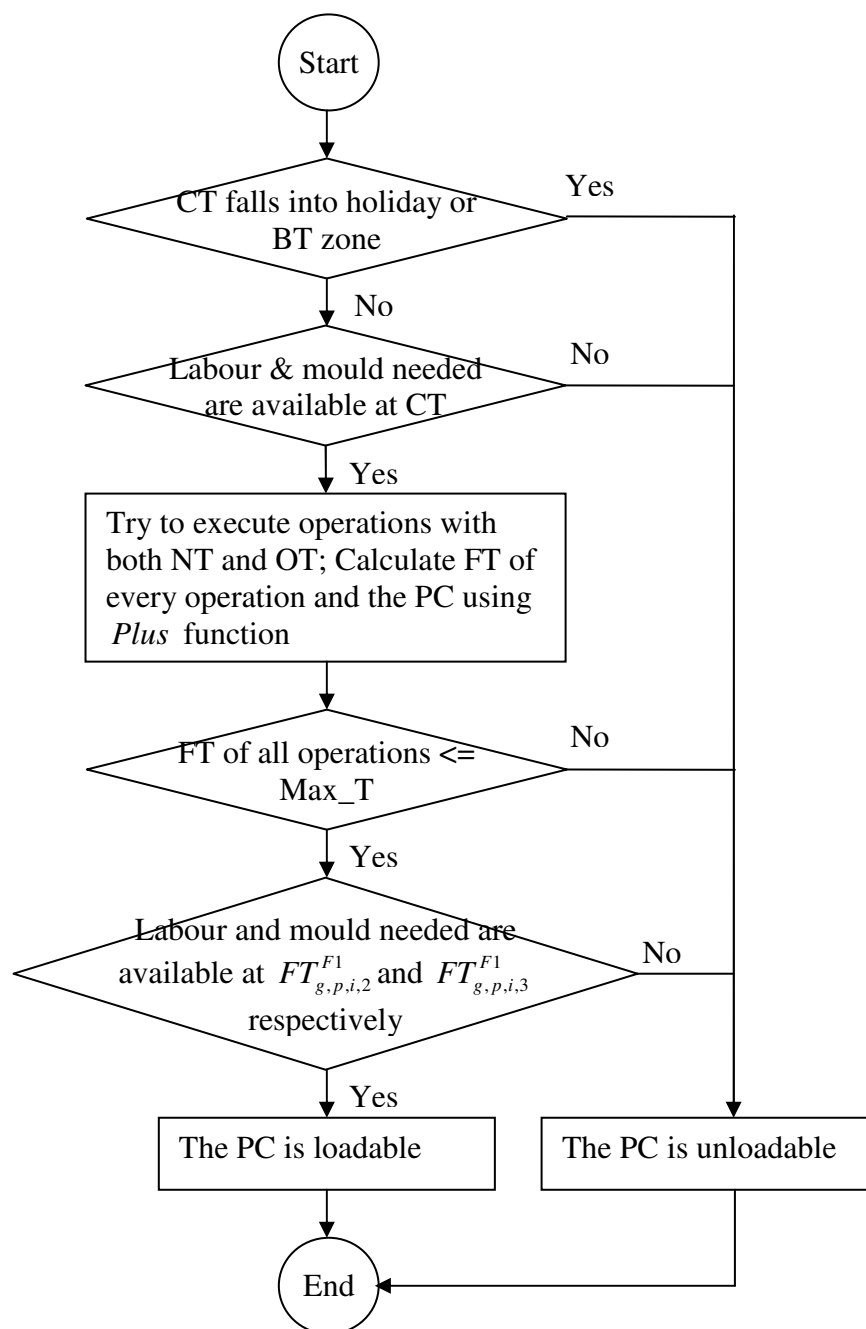 Start
CT falls into holiday or
BT zone
Yes
No
Labour & mould needed
are available at CT
No
Yes
Try to execute operations with
both NT and OT; Calculate FT of
every operation and the PC using
Plus function
FT of all operations <=
Max_T
No
Yes
Labour and mould needed are
available at FT^{F1}_{g,p,i,2} and FT^{F1}_{g,p,i,3}
respectively
No
Yes
The PC is loadable
The PC is unloadable
End